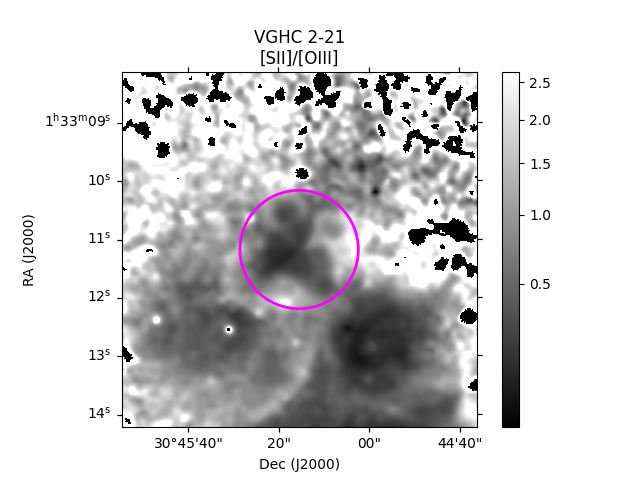 VGHC 2-21
[SII]/[OIII]
1ʰ33ᵐ09ˢ
10ˢ
11ˢ
12ˢ
13ˢ
14ˢ
RA (J2000)
30°45'40"
20"
00"
44'40"
Dec (J2000)
2.5
2.0
1.5
1.0
0.5